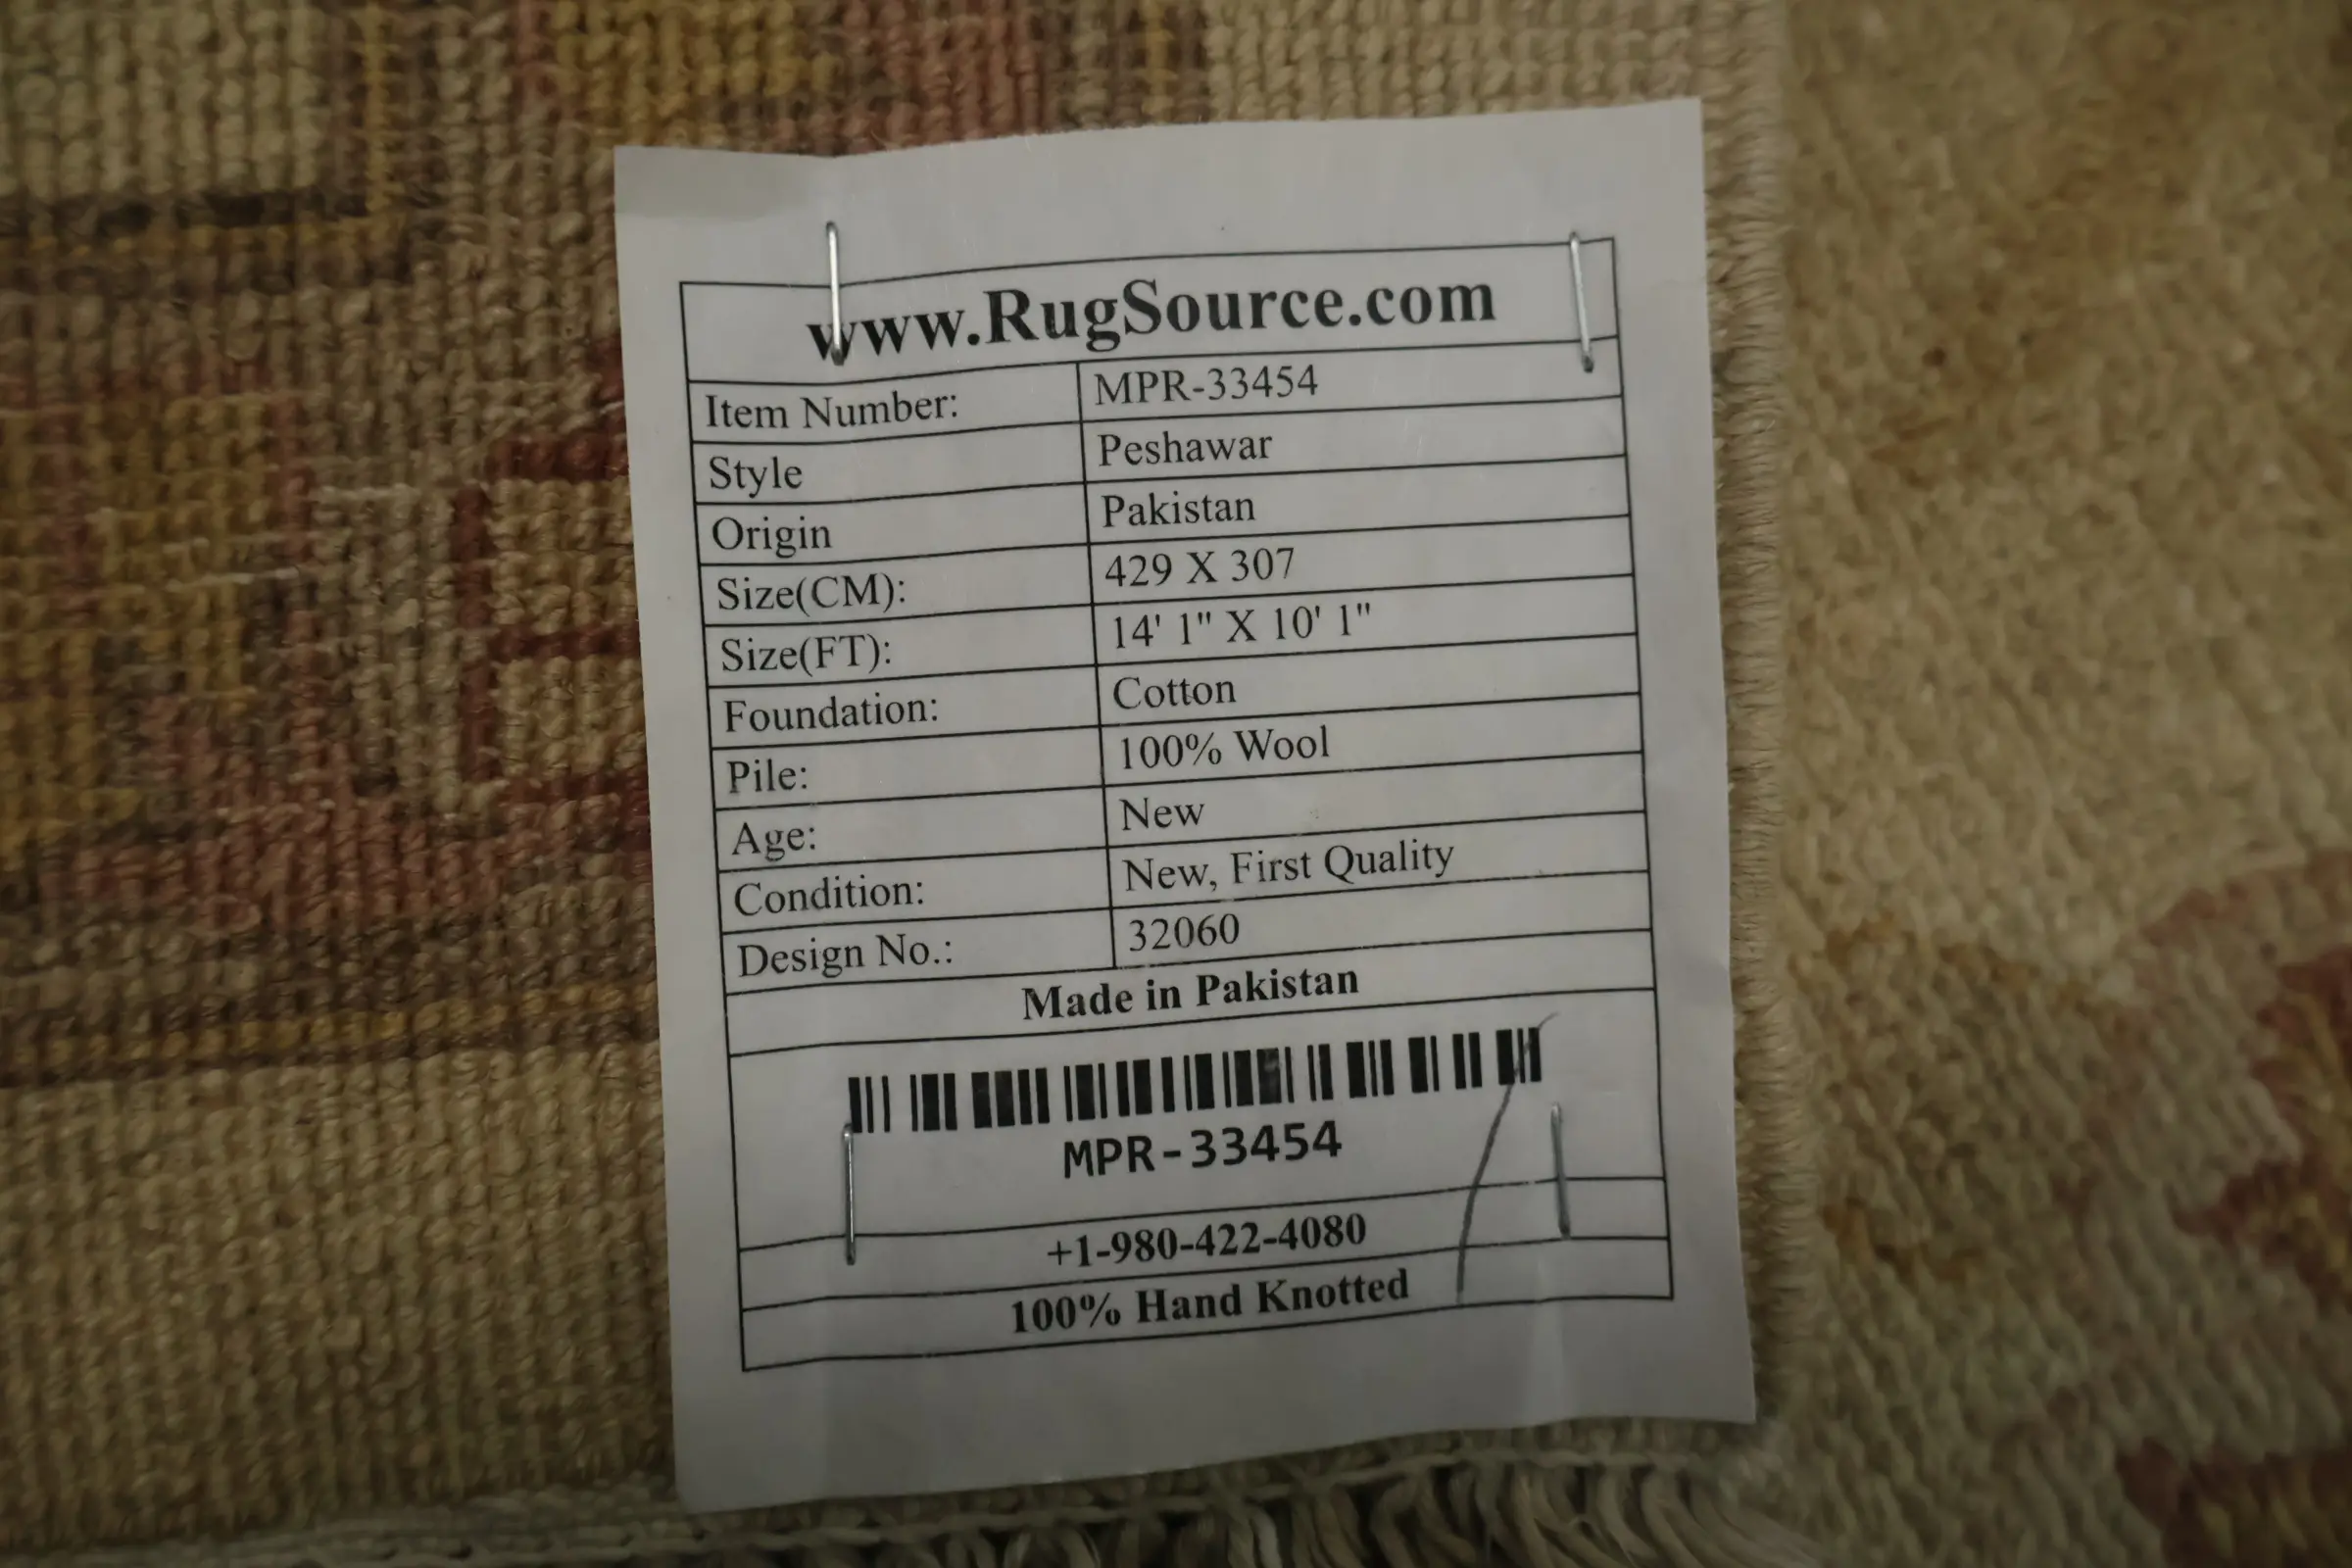 www.RugSource.com
Item Number: MPR-33454
Style Peshawar
Origin Pakistan
Size(CM): 429 X 307
Size(FT): 14' 1" X 10' 1"
Foundation: Cotton
Pile: 100% Wool
Age: New
Condition: New, First Quality
Design No.: 32060
Made in Pakistan
MPR-33454
+1-980-422-4080
100% Hand Knotted